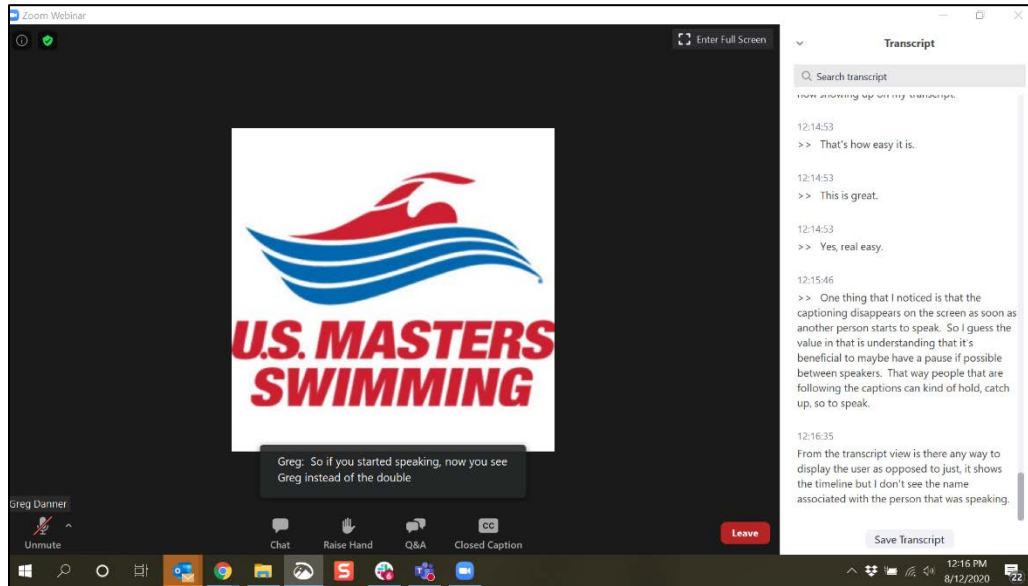 Zoom Webinar
Enter Full Screen
Transcript
Search transcript
now showing up on my transcript.
12:14:53
>> That's how easy it is.
12:14:53
>> This is great.
12:14:53
>> Yes, real easy.
12:15:46
>> One thing that I noticed is that the
captioning disappears on the screen as soon as
another person starts to speak. So I guess the
value in that is understanding that it's
beneficial to maybe have a pause if possible
between speakers. That way people that are
following the captions can kind of hold, catch
up, so to speak.
12:16:35
From the transcript view is there any way to
display the user as opposed to just, it shows
the timeline but I don't see the name
associated with the person that was speaking.
Save Transcript
U.S. MASTERS
SWIMMING
Greg: So if you started speaking, now you see
Greg instead of the double
Greg Danner
Unmute
Chat
Raise Hand
Q&A
CC
Closed Caption
Leave
S
12:16 PM
8/12/2020
22